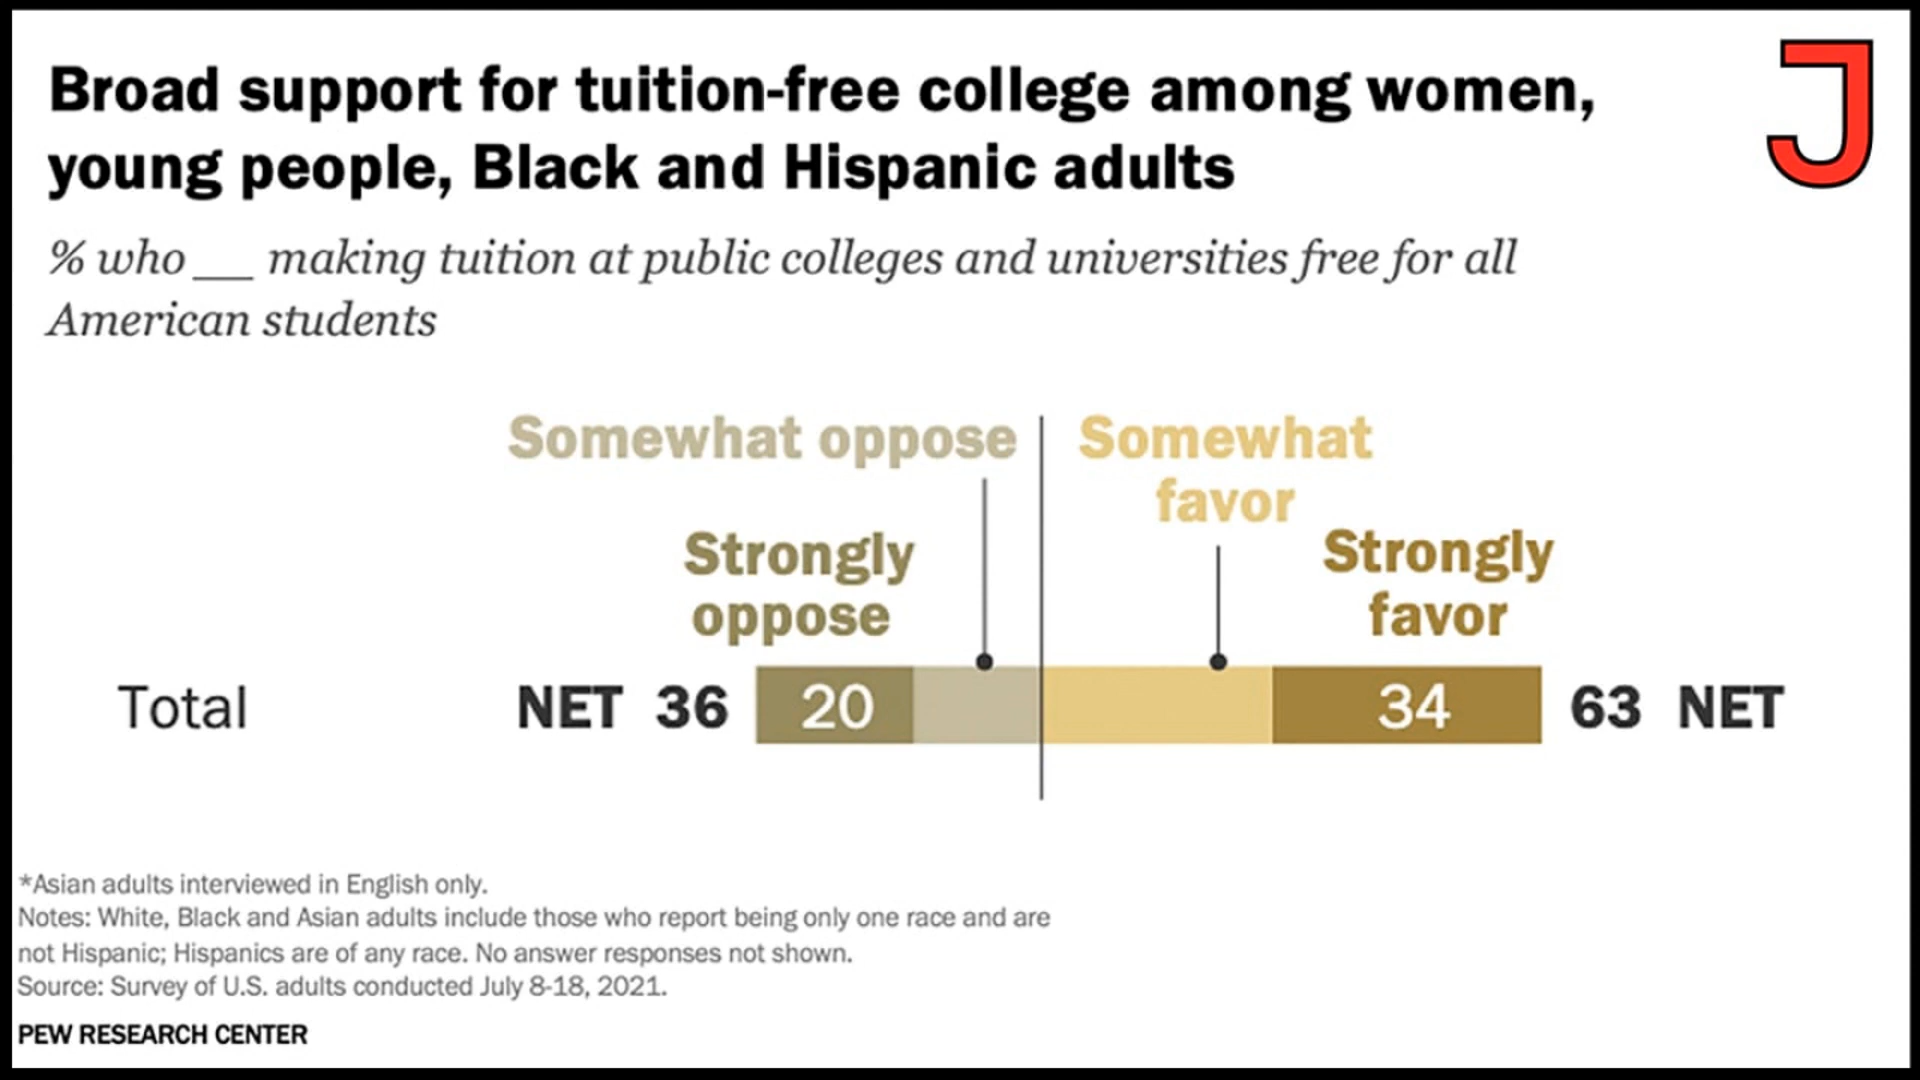 J
Broad support for tuition-free college among women,
young people, Black and Hispanic adults
% who __ making tuition at public colleges and universities free for all
American students
Somewhat oppose
Somewhat
favor
Strongly
oppose
Strongly
favor
Total NET 36 20 34 63 NET
*Asian adults interviewed in English only.
Notes: White, Black and Asian adults include those who report being only one race and are
not Hispanic; Hispanics are of any race. No answer responses not shown.
Source: Survey of U.S. adults conducted July 8-18, 2021.
PEW RESEARCH CENTER